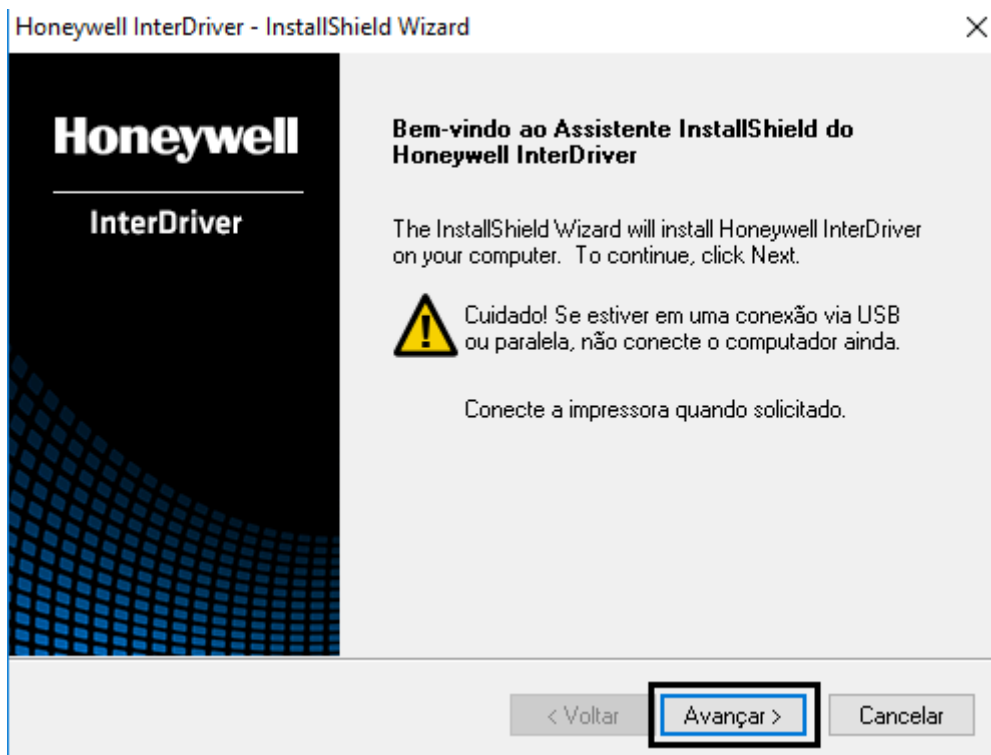 Honeywell InterDriver - InstallShield Wizard
Honeywell
InterDriver
Bem-vindo ao Assistente InstallShield do
Honeywell InterDriver
The InstallShield Wizard will install Honeywell InterDriver
on your computer. To continue, click Next.
Cuidado! Se estiver em uma conexão via USB
ou paralela, não conecte o computador ainda.
Conecte a impressora quando solicitado.
< Voltar
Avançar >
Cancelar